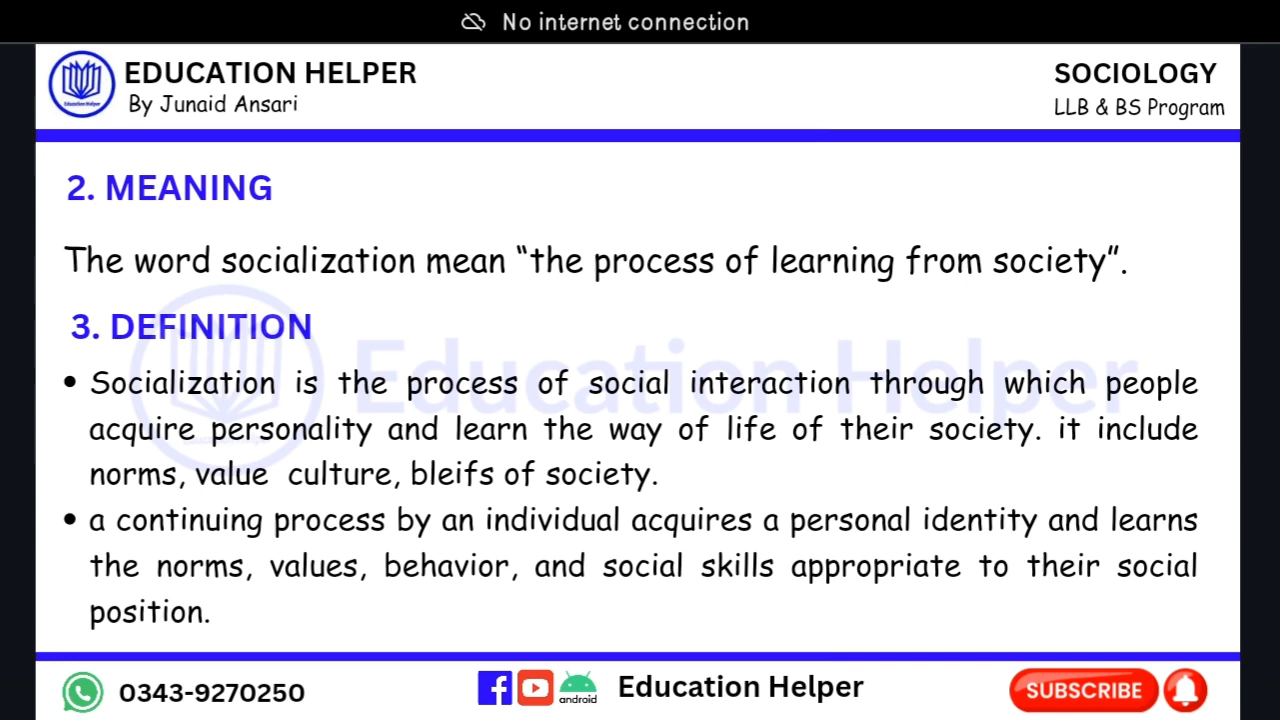 No internet connection
EDUCATION HELPER
By Junaid Ansari
SOCIOLOGY
LLB & BS Program
2. MEANING
The word socialization mean “the process of learning from society”.
3. DEFINITION
• Socialization is the process of social interaction through which people
acquire personality and learn the way of life of their society. it include
norms, value culture, bleifs of society.
• a continuing process by an individual acquires a personal identity and learns
the norms, values, behavior, and social skills appropriate to their social
position.
Education Helper
0343-9270250
android
Education Helper
SUBSCRIBE